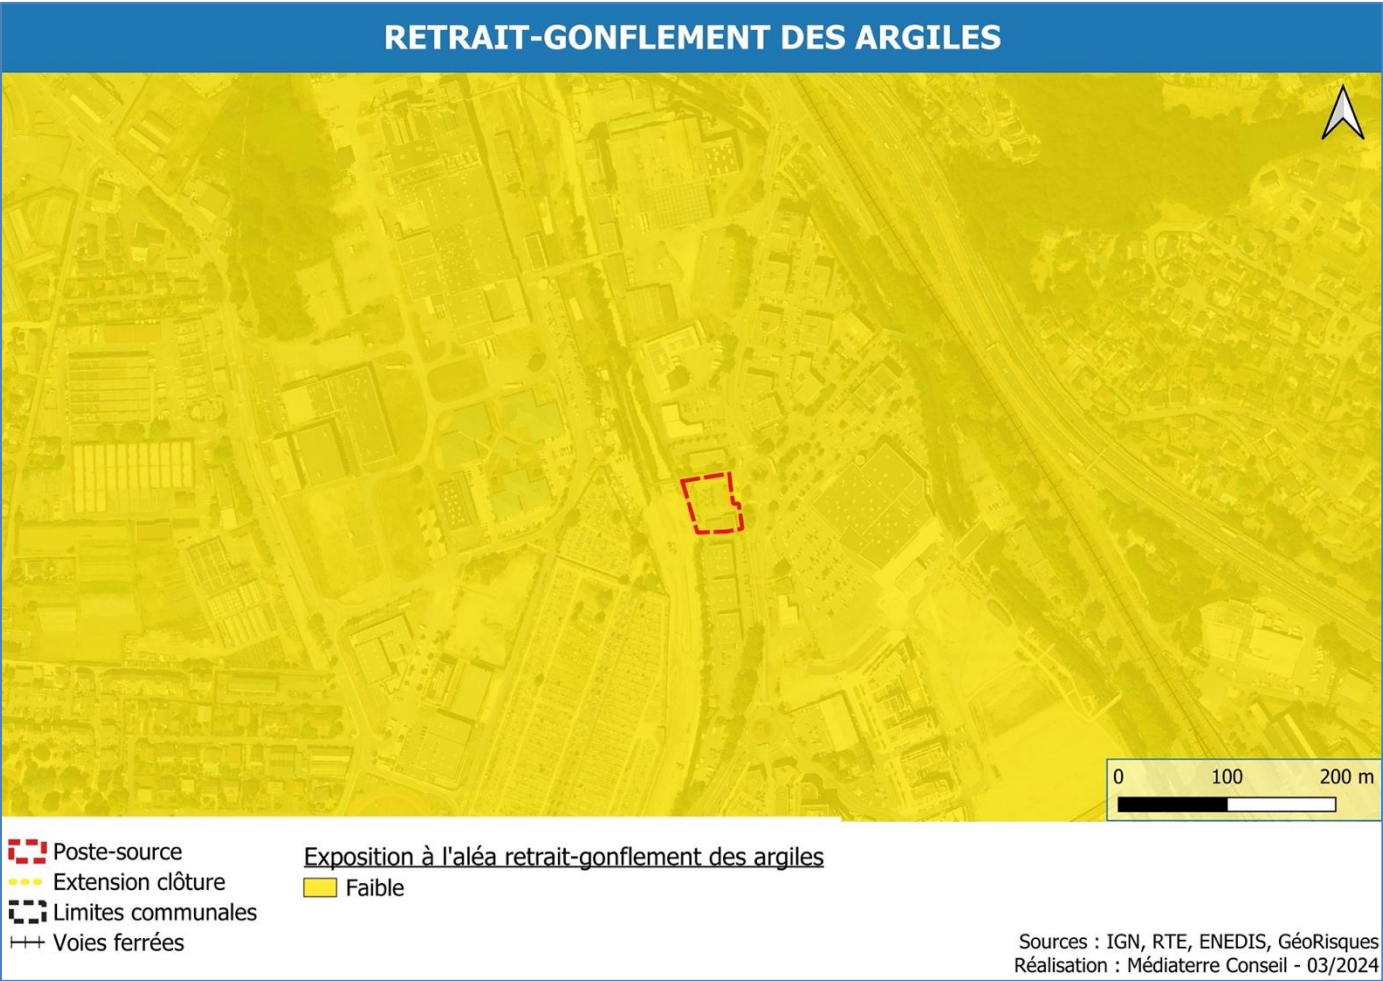 RETRAIT-GONFLEMENT DES ARGILES
0 100 200 m
Poste-source
Extension clôture
Limites communales
Voies ferrées
Exposition à l'aléa retrait-gonflement des argiles
Faible
Sources : IGN, RTE, ENEDIS, GéoRisques
Réalisation : Médiaterre Conseil - 03/2024